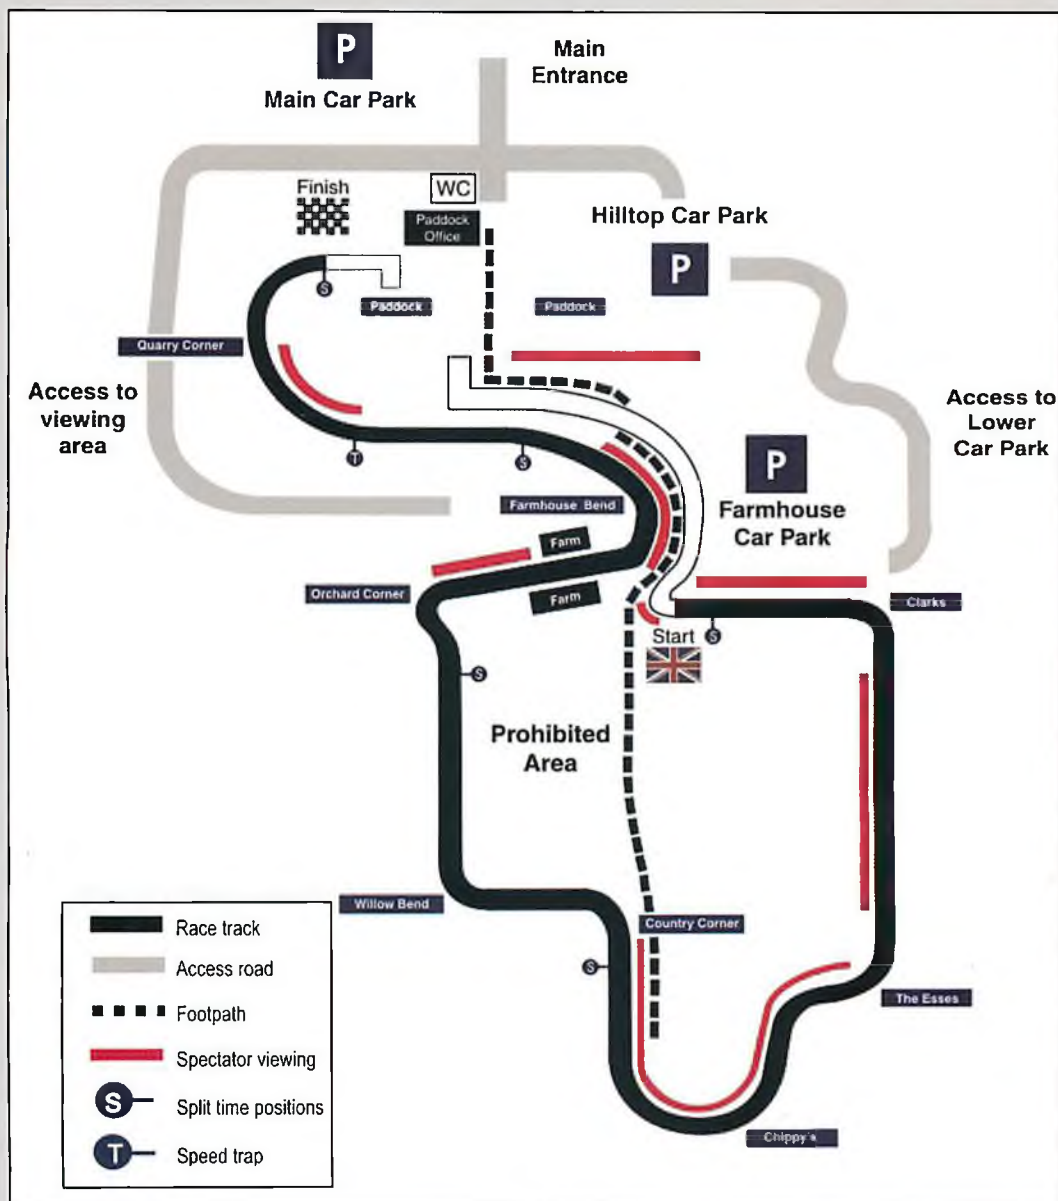 P
Main
Entrance
Main Car Park
Finish
WC
Paddock
Office
Hilltop Car Park
P
Paddock
Paddock
Quarry Corner
S
Access to
viewing
area
Access to
Lower
Car Park
T
S
P
Farmhouse
Car Park
Farmhouse Bend
Farm
Farm
Orchard Corner
Clarks
Start
S
S
Prohibited
Area
Willow Bend
Country Corner
S
The Esses
Chippy's
Race track
Access road
Footpath
Spectator viewing
S
Split time positions
T
Speed trap